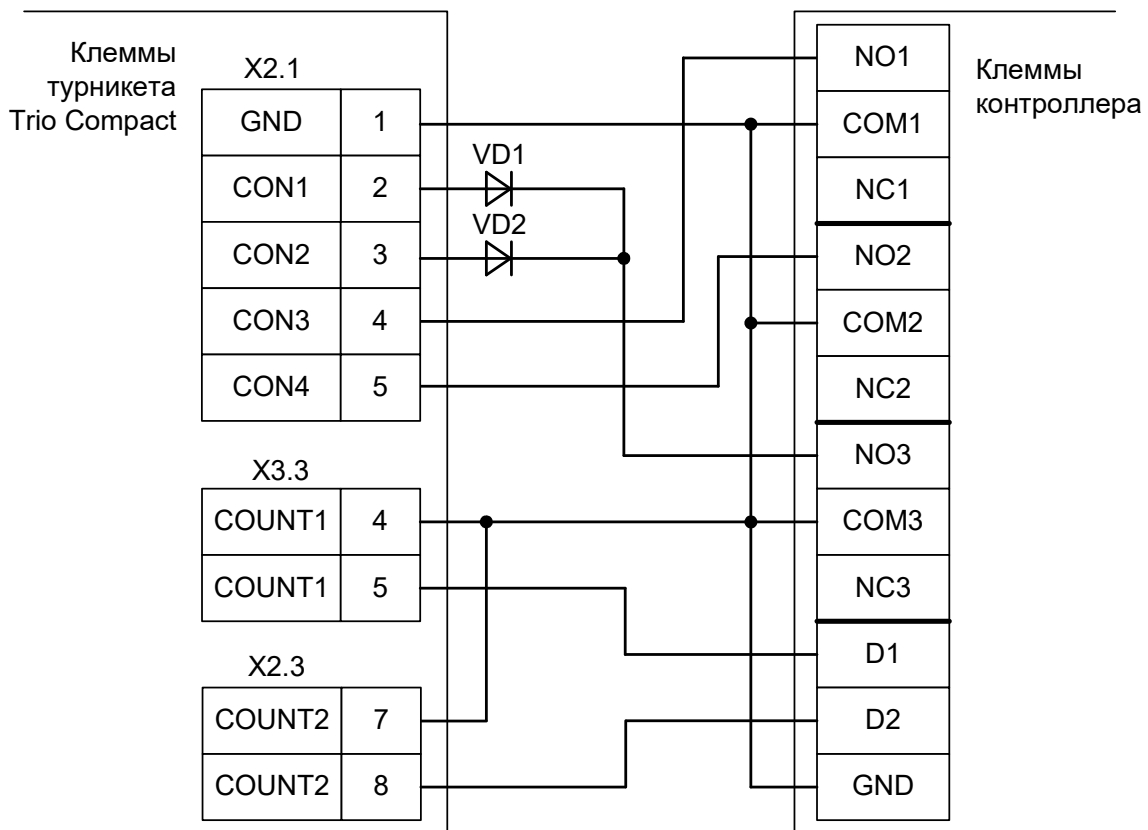 Клеммы
турникета
Trio Compact
X2.1
GND 1
CON1 2
CON2 3
CON3 4
CON4 5
X3.3
COUNT1 4
COUNT1 5
X2.3
COUNT2 7
COUNT2 8
VD1
VD2
NO1
COM1
NC1
NO2
COM2
NC2
NO3
COM3
NC3
D1
D2
GND
Клеммы
контроллера